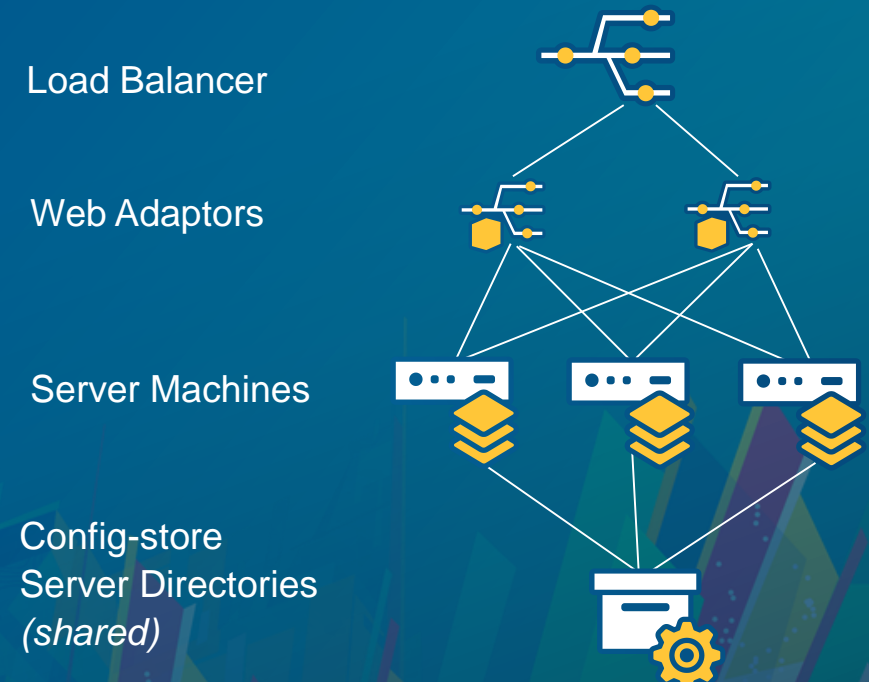 Load Balancer
Web Adaptors
Server Machines
Config-store
Server Directories
(shared)